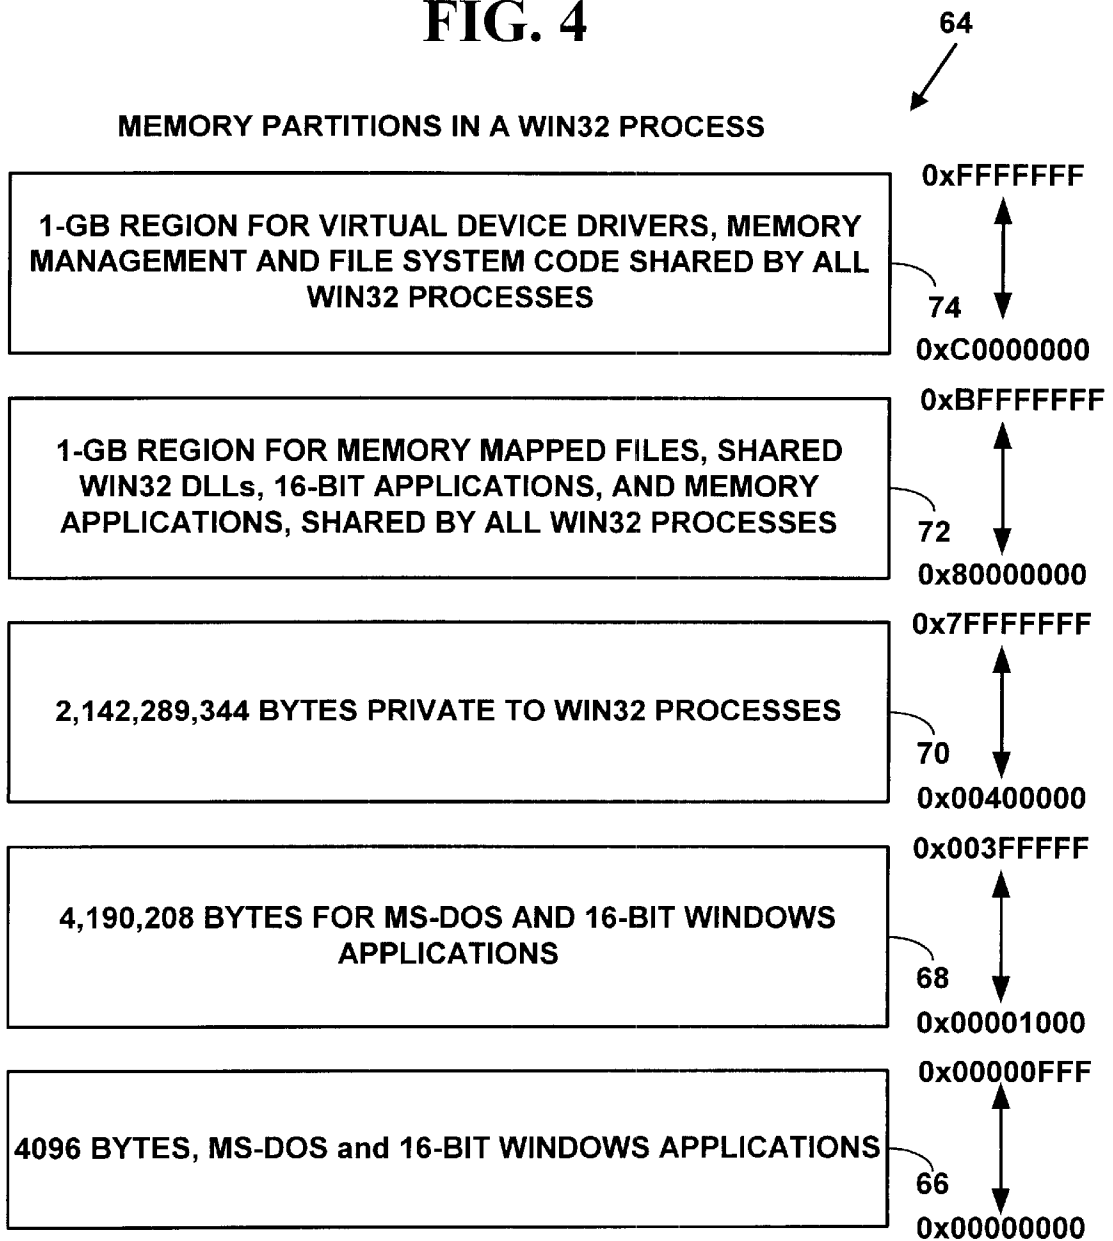 FIG. 4
64
MEMORY PARTITIONS IN A WIN32 PROCESS
0xFFFFFFF
1-GB REGION FOR VIRTUAL DEVICE DRIVERS, MEMORY
MANAGEMENT AND FILE SYSTEM CODE SHARED BY ALL
WIN32 PROCESSES
74
0xC0000000
0xBFFFFFFF
1-GB REGION FOR MEMORY MAPPED FILES, SHARED
WIN32 DLLs, 16-BIT APPLICATIONS, AND MEMORY
APPLICATIONS, SHARED BY ALL WIN32 PROCESSES
72
0x80000000
0x7FFFFFFF
2,142,289,344 BYTES PRIVATE TO WIN32 PROCESSES
70
0x00400000
0x003FFFFF
4,190,208 BYTES FOR MS-DOS AND 16-BIT WINDOWS
APPLICATIONS
68
0x00001000
0x00000FFF
4096 BYTES, MS-DOS and 16-BIT WINDOWS APPLICATIONS
66
0x00000000